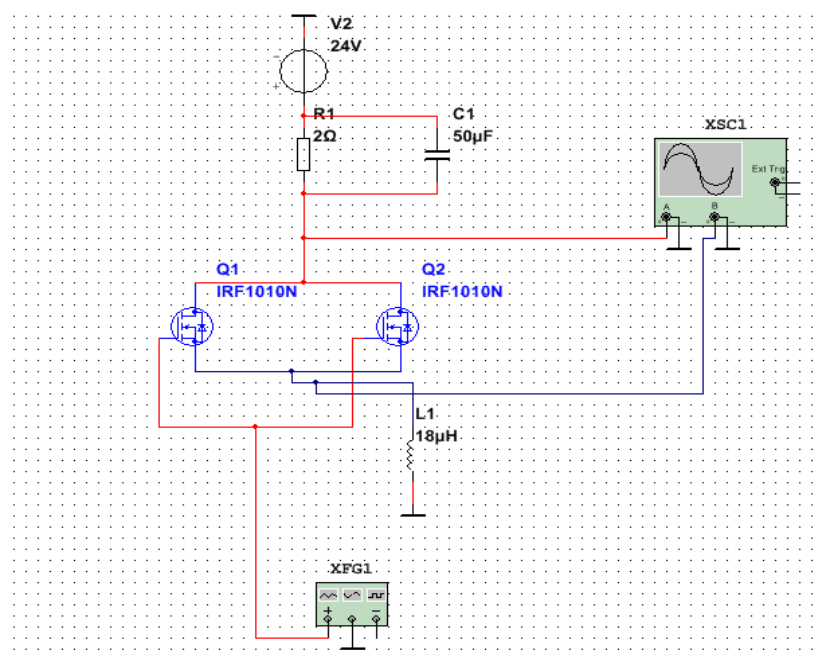 V2
24V
R1
2Ω
C1
50µF
XSC1
Ext Trig
+
−
A
B
+
−
+
−
Q1
IRF1010N
Q2
IRF1010N
L1
18µH
XFG1
+
−